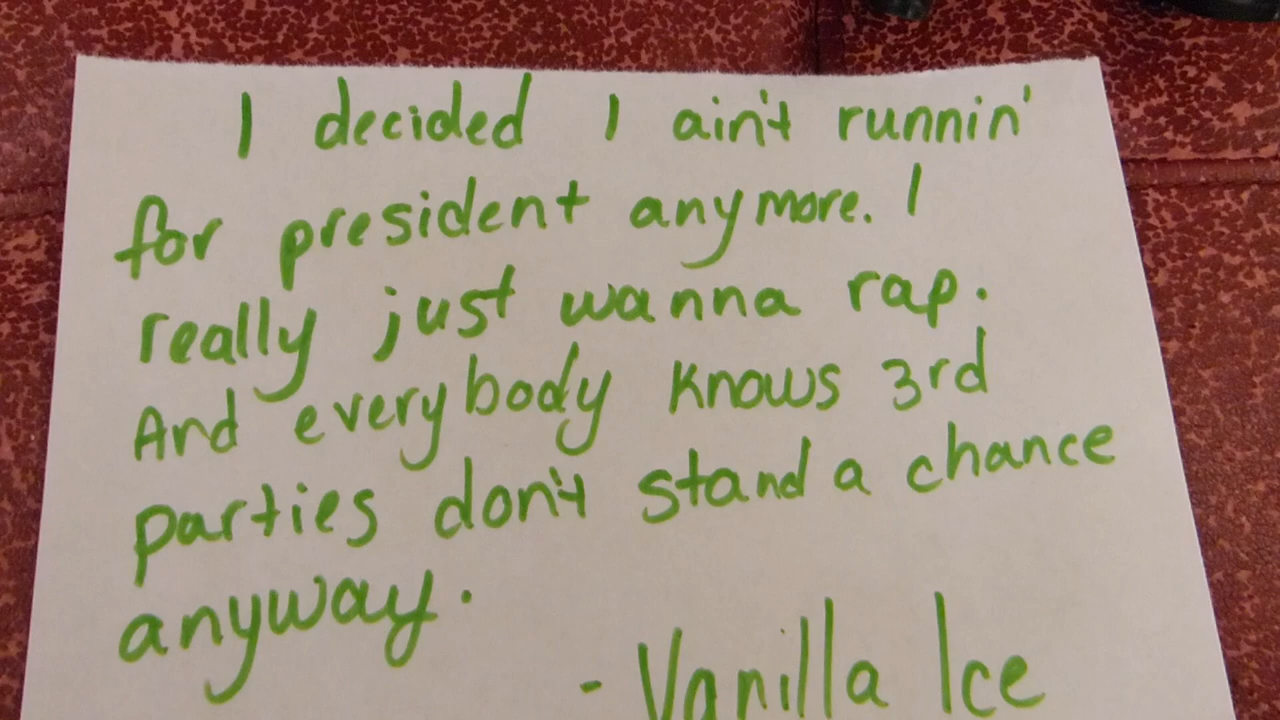 I decided I ain't runnin'
for president anymore. I
really just wanna rap.
And everybody knows 3rd
parties don't stand a chance
anyway.
- Vanilla Ice